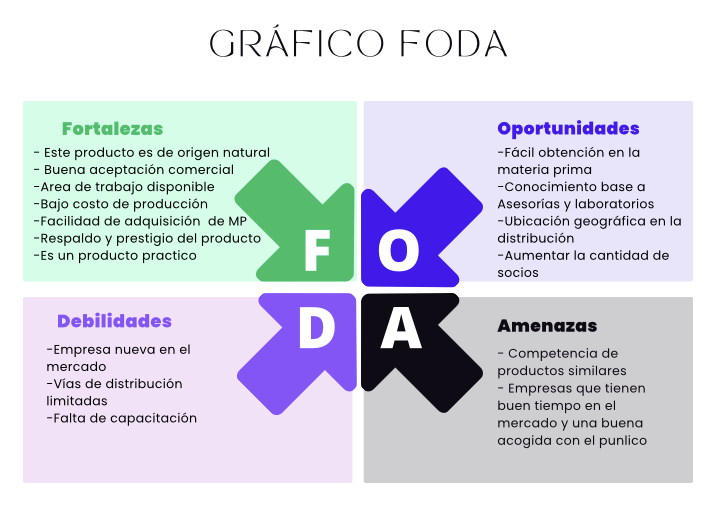 GRÁFICO FODA
Fortalezas
- Este producto es de origen natural
- Buena aceptación comercial
-Area de trabajo disponible
-Bajo costo de producción
-Facilidad de adquisición  de MP
-Respaldo y prestigio del producto
-Es un producto practico
Oportunidades
-Fácil obtención en la
materia prima
-Conocimiento base a
Asesorías y laboratorios
-Ubicación geográfica en la
distribución
-Aumentar la cantidad de
socios
F
O
D
A
Debilidades
-Empresa nueva en el
mercado
-Vías de distribución
limitadas
-Falta de capacitación
Amenazas
- Competencia de
productos similares
- Empresas que tienen
buen tiempo en el
mercado y una buena
acogida con el punlico